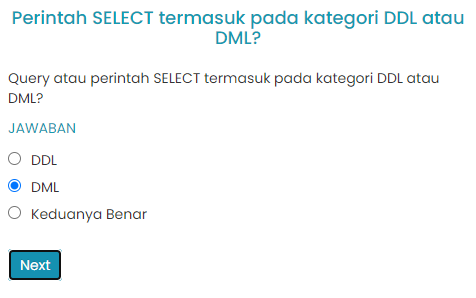 Perintah SELECT termasuk pada kategori DDL atau
DML?
Query atau perintah SELECT termasuk pada kategori DDL atau
DML?
JAWABAN
DDL
DML
Keduanya Benar
Next